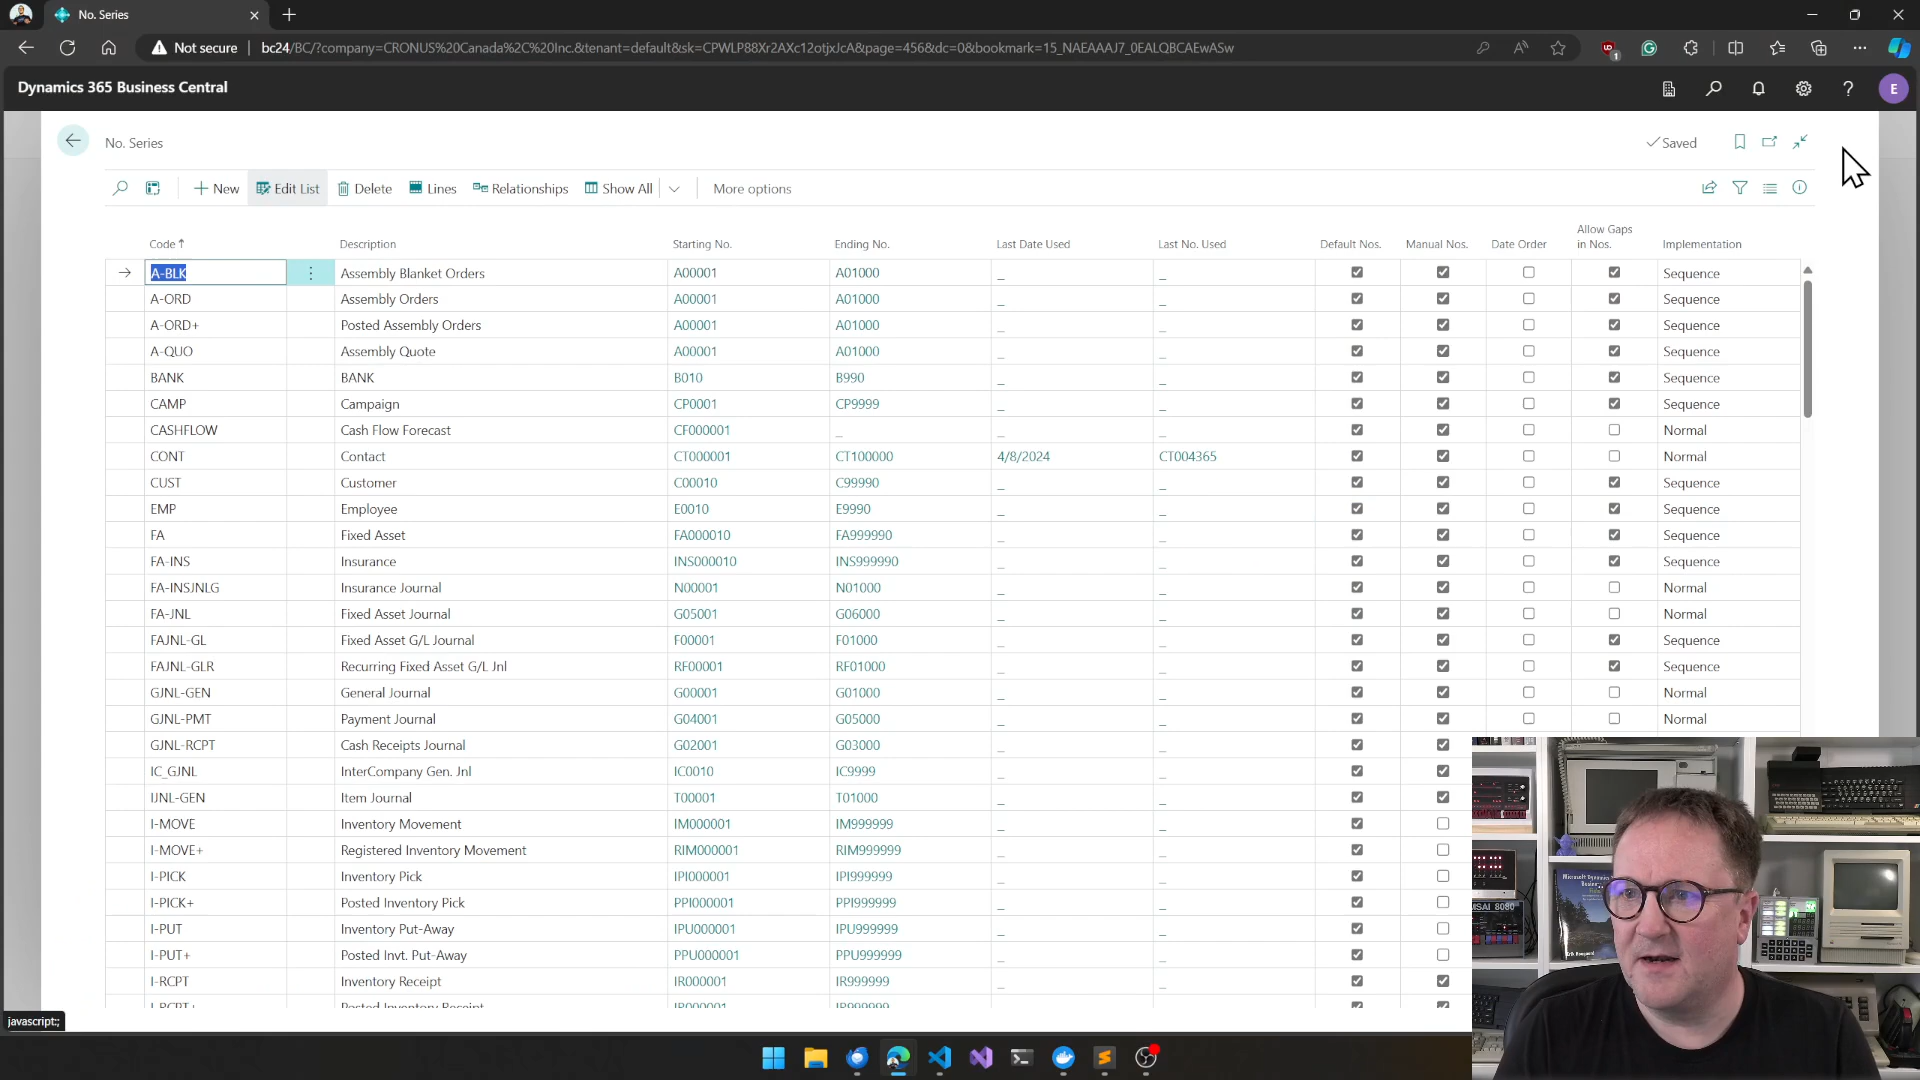 No. Series
Not secure
bc24/BC/?company=CRONUS%20Canada%2C%20Inc.&tenant=default&sk=CPWLP88Xr2AXc12otjxJcA&page=456&dc=0&bookmark=15_NAEAAAJ7_0EALQBCAEwASw
Dynamics 365 Business Central
E
No. Series
Saved
New Edit List Delete Lines Relationships Show All More options
Code Description Starting No. Ending No. Last Date Used Last No. Used Default Nos. Manual Nos. Date Order Allow Gaps in Nos. Implementation
A-BLK Assembly Blanket Orders A00001 A01000 _ _ Sequence
A-ORD Assembly Orders A00001 A01000 _ _ Sequence
A-ORD+ Posted Assembly Orders A00001 A01000 _ _ Sequence
A-QUO Assembly Quote A00001 A01000 _ _ Sequence
BANK BANK B010 B990 _ _ Sequence
CAMP Campaign CP0001 CP9999 _ _ Sequence
CASHFLOW Cash Flow Forecast CF000001 _ _ _ Normal
CONT Contact CT000001 CT100000 4/8/2024 CT004365 Normal
CUST Customer C00010 C99990 _ _ Sequence
EMP Employee E0010 E9990 _ _ Sequence
FA Fixed Asset FA000010 FA999990 _ _ Sequence
FA-INS Insurance INS000010 INS999990 _ _ Sequence
FA-INSJNLG Insurance Journal N00001 N01000 _ _ Normal
FA-JNL Fixed Asset Journal G05001 G06000 _ _ Normal
FAJNL-GL Fixed Asset G/L Journal F00001 F01000 _ _ Sequence
FAJNL-GLR Recurring Fixed Asset G/L Jnl RF00001 RF01000 _ _ Sequence
GJNL-GEN General Journal G00001 G01000 _ _ Normal
GJNL-PMT Payment Journal G04001 G05000 _ _ Normal
GJNL-RCPT Cash Receipts Journal G02001 G03000 _ _
IC_GJNL InterCompany Gen. Jnl IC0010 IC9999 _ _
IJNL-GEN Item Journal T00001 T01000 _ _
I-MOVE Inventory Movement IM000001 IM999999 _ _
I-MOVE+ Registered Inventory Movement RIM000001 RIM999999 _ _
I-PICK Inventory Pick IPI000001 IPI999999 _ _
I-PICK+ Posted Inventory Pick PPI000001 PPI999999 _ _
I-PUT Inventory Put-Away IPU000001 IPU999999 _ _
I-PUT+ Posted Invt. Put-Away PPU000001 PPU999999 _ _
I-RCPT Inventory Receipt IR000001 IR999999 _ _
I-RCPT+ Posted Inventory Receipt IR000001 IR999999
javascript:;
Microsoft Dynamics
8080